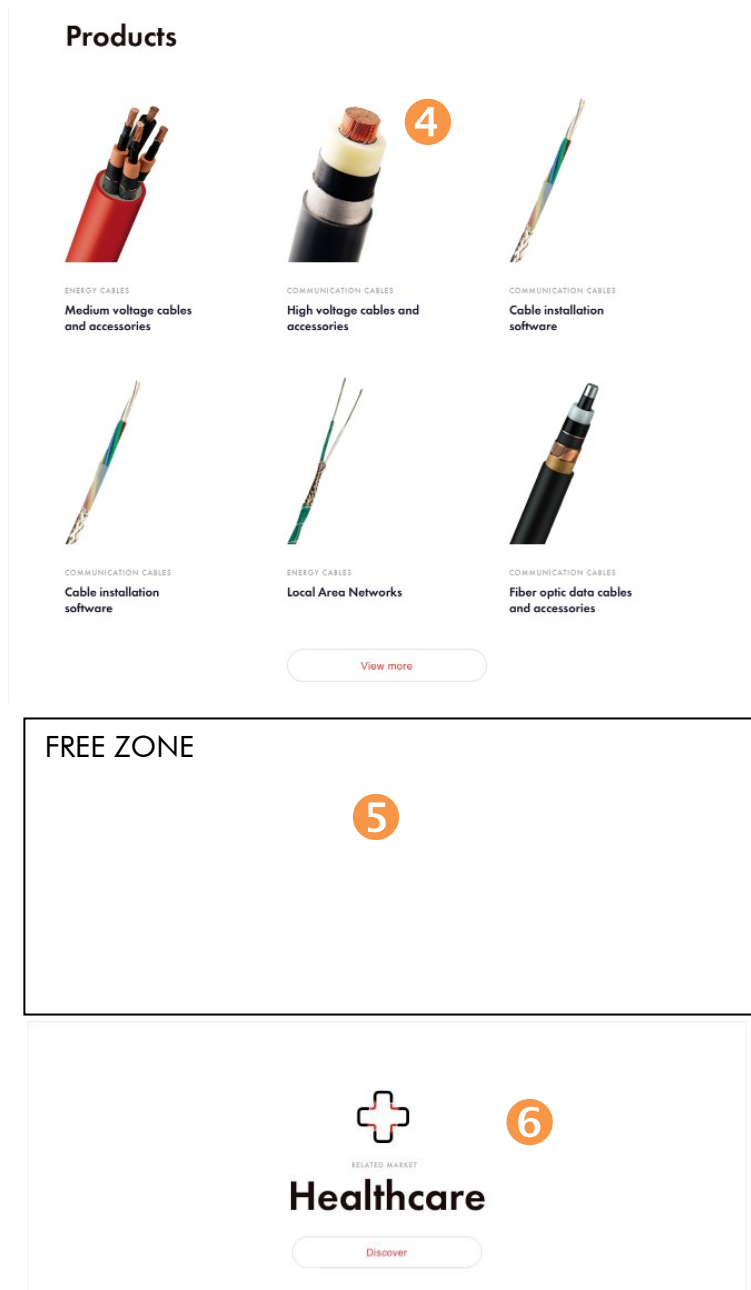 Products
4
ENERGY CABLES
Medium voltage cables
and accessories
COMMUNICATION CABLES
High voltage cables and
accessories
COMMUNICATION CABLES
Cable installation
software
COMMUNICATION CABLES
Cable installation
software
ENERGY CABLES
Local Area Networks
COMMUNICATION CABLES
Fiber optic data cables
and accessories
View more
FREE ZONE
5
6
RELATED MARKET
Healthcare
Discover